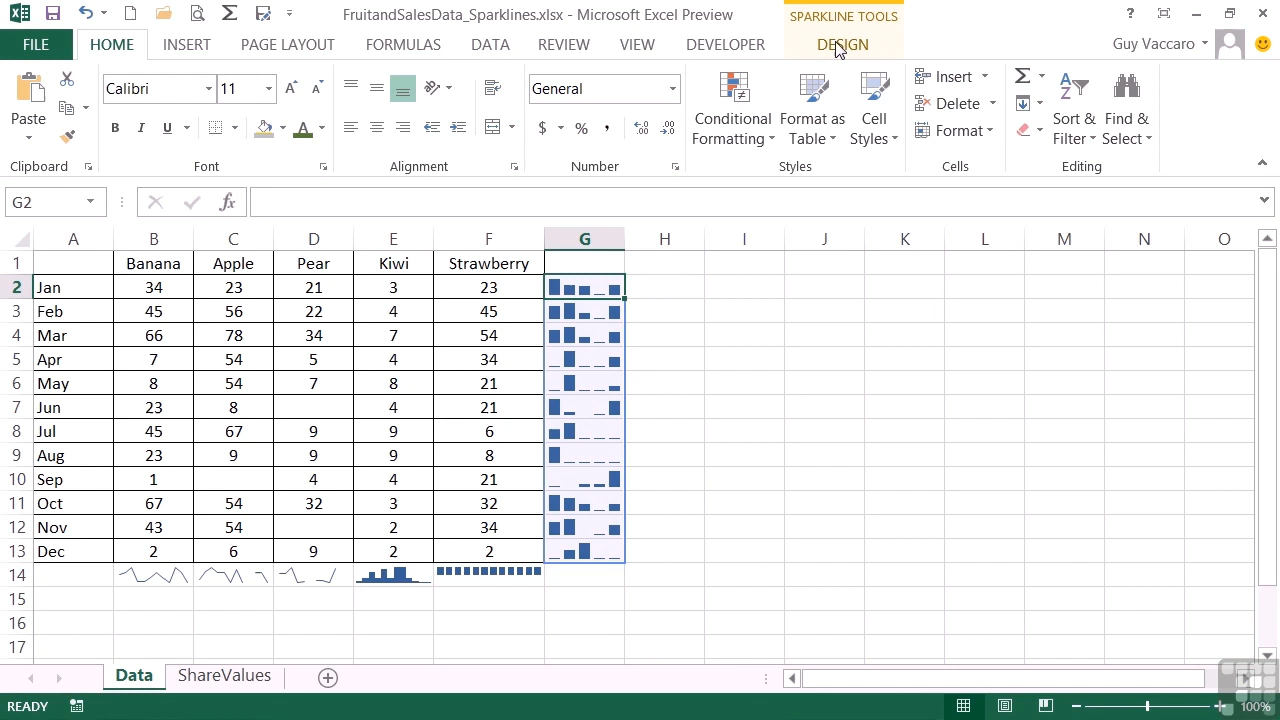 FruitandSalesData_Sparklines.xlsx - Microsoft Excel Preview
SPARKLINE TOOLS
?
FILE HOME INSERT PAGE LAYOUT FORMULAS DATA REVIEW VIEW DEVELOPER DESIGN Guy Vaccaro
Paste
Calibri 11
B I U A
General
$ % ,
Conditional Formatting
Format as Table
Cell Styles
Insert
Delete
Format
Sort & Filter
Find & Select
Clipboard Font Alignment Number Styles Cells Editing
G2 fx
A B C D E F G H I J K L M N O
1 Banana Apple Pear Kiwi Strawberry
2 Jan 34 23 21 3 23
3 Feb 45 56 22 4 45
4 Mar 66 78 34 7 54
5 Apr 7 54 5 4 34
6 May 8 54 7 8 21
7 Jun 23 8 4 21
8 Jul 45 67 9 9 6
9 Aug 23 9 9 9 8
10 Sep 1 4 4 21
11 Oct 67 54 32 3 32
12 Nov 43 54 2 34
13 Dec 2 6 9 2 2
14
15
16
17
Data ShareValues
READY 100%